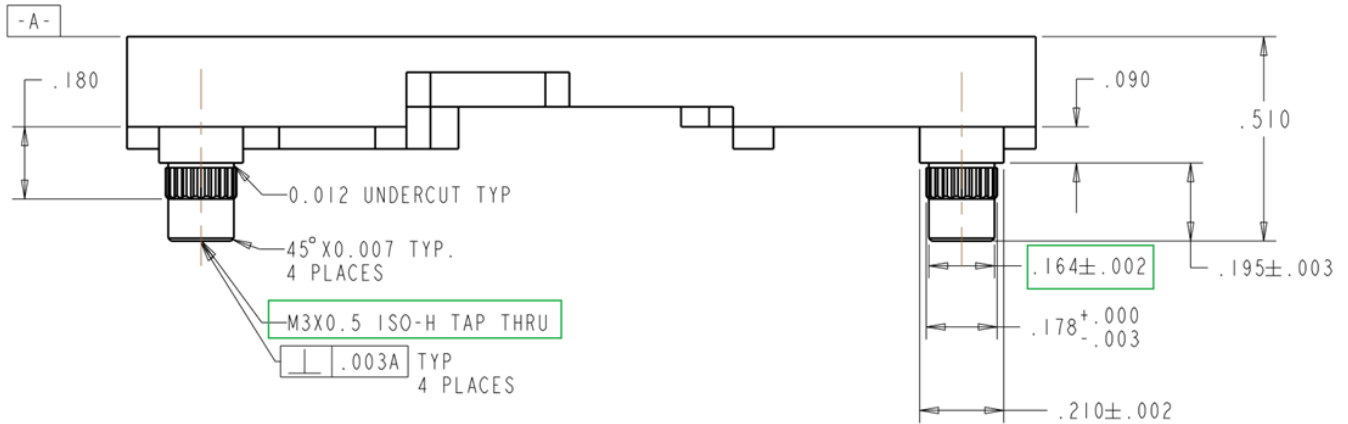 -A-
.180
.090
.510
0.012 UNDERCUT TYP
45°X0.007 TYP.
4 PLACES
.164±.002
.195±.003
M3X0.5 ISO-H TAP THRU
.178+.000
-.003
⊥ .003A TYP
4 PLACES
.210±.002